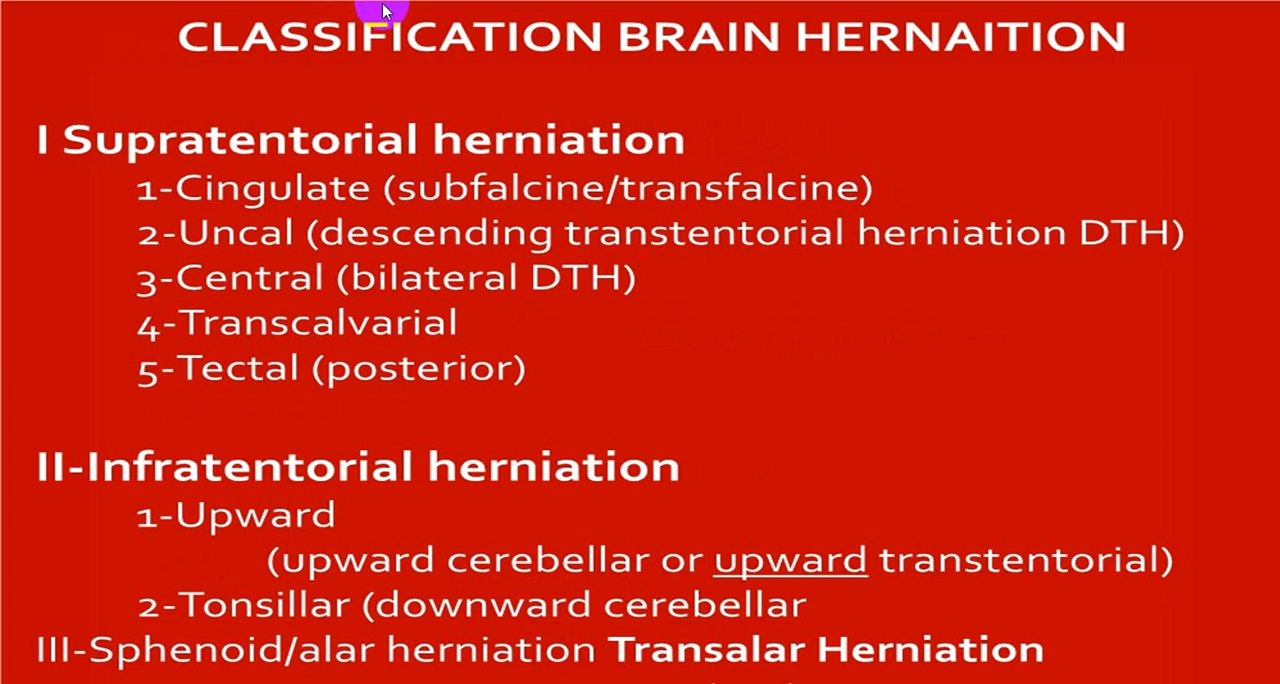 CLASSIFICATION BRAIN HERNAITION
I Supratentorial herniation
1-Cingulate (subfalcine/transfalcine)
2-Uncal (descending transtentorial herniation DTH)
3-Central (bilateral DTH)
4-Transcalvarial
5-Tectal (posterior)
II-Infratentorial herniation
1-Upward
(upward cerebellar or upward transtentorial)
2-Tonsillar (downward cerebellar
III-Sphenoid/alar herniation Transalar Herniation